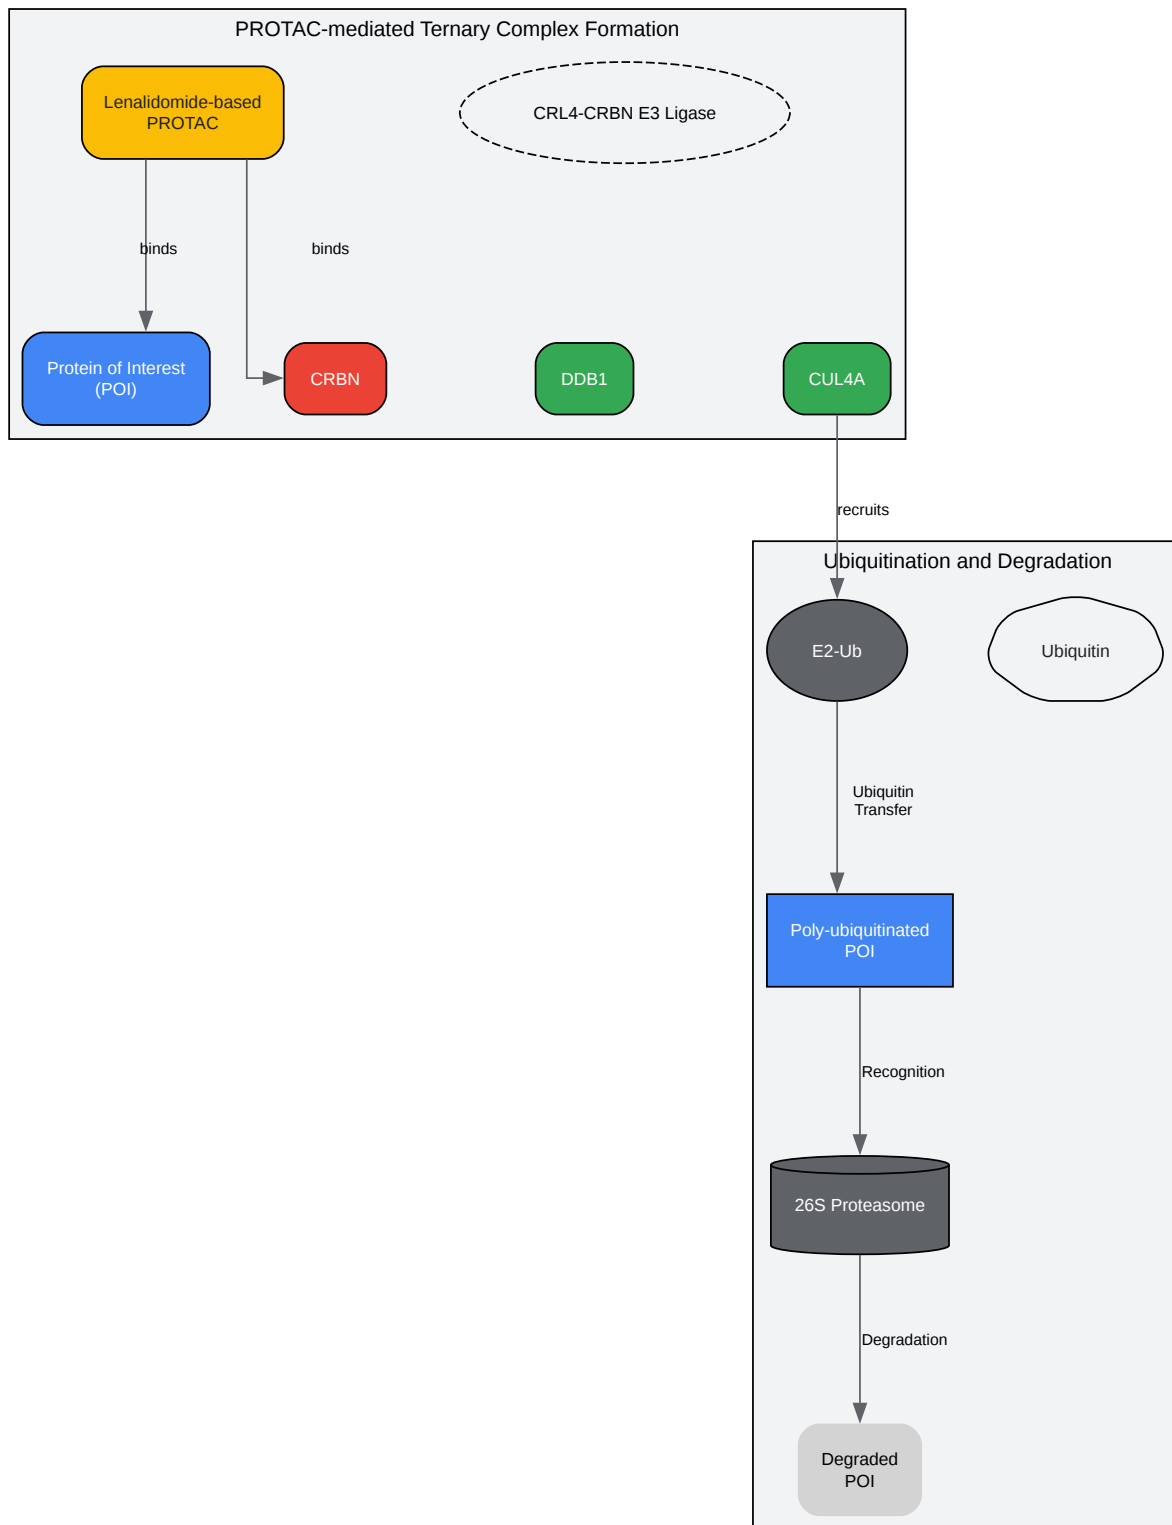 PROTAC-mediated Ternary Complex Formation
Lenalidomide-based
PROTAC
CRL4-CRBN E3 Ligase
binds
binds
Protein of Interest
(POI)
CRBN
DDB1
CUL4A
recruits
Ubiquitination and Degradation
E2-Ub
Ubiquitin
Ubiquitin
Transfer
Poly-ubiquitinated
POI
Recognition
26S Proteasome
Degradation
Degraded
POI